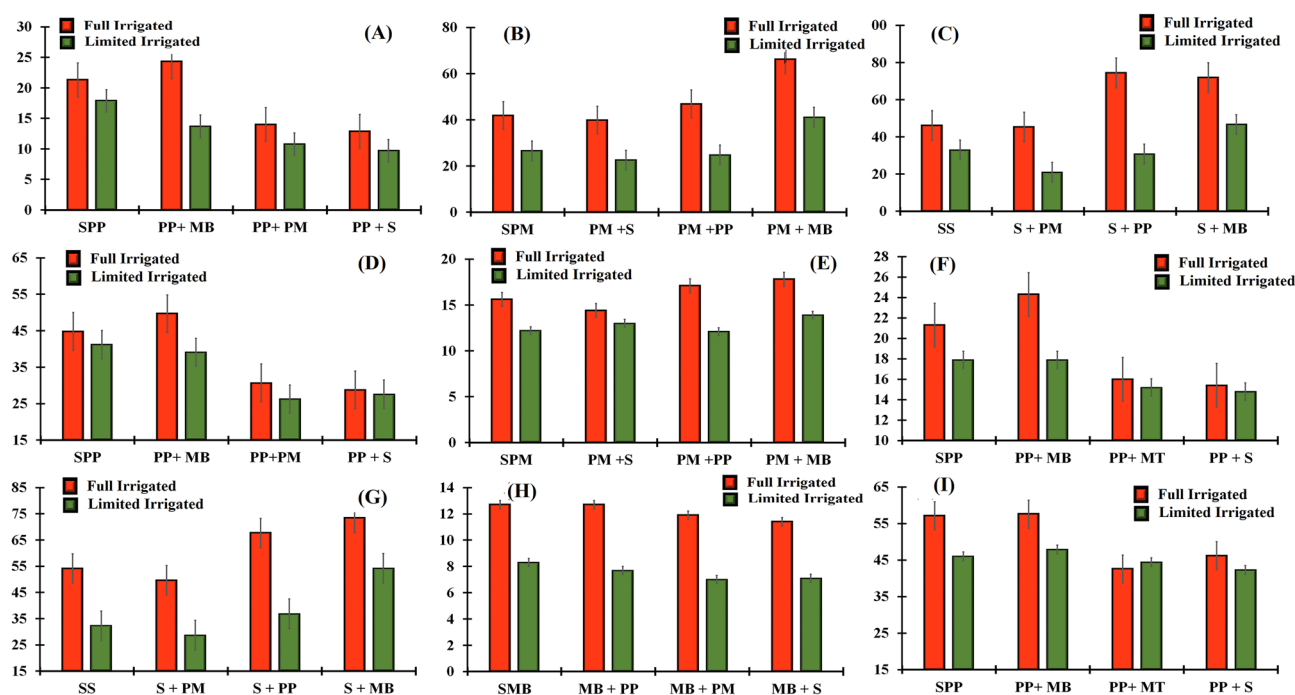 30
25
20
15
10
5
0
Full Irrigated
Limited Irrigated
(A)
SPP PP+ MB PP+ PM PP + S
80
60
40
20
0
(B)
Full Irrigated
Limited Irrigated
SPM PM +S PM +PP PM + MB
00
80
60
40
20
0
(C)
Full Irrigated
Limited Irrigated
SS S + PM S + PP S + MB
65
55
45
35
25
15
Full Irrigated
Limited Irrigated
(D)
SPP PP+ MB PP+PM PP + S
20
15
10
5
0
Full Irrigated
Limited Irrigated
(E)
SPM PM +S PM +PP PM + MB
28
26
24
22
20
18
16
14
12
10
(F)
Full Irrigated
Limited Irrigated
SPP PP+ MB PP+ MT PP + S
85
75
65
55
45
35
25
15
Full Irrigated
Limited Irrigated
(G)
SS S + PM S + PP S + MB
14
12
10
8
6
4
2
0
(H)
Full Irrigated
Limited Irrigated
SMB MB + PP MB + PM MB + S
65
55
45
35
25
15
(I)
Full Irrigated
Limited Irrigated
SPP PP+ MB PP+ MT PP + S